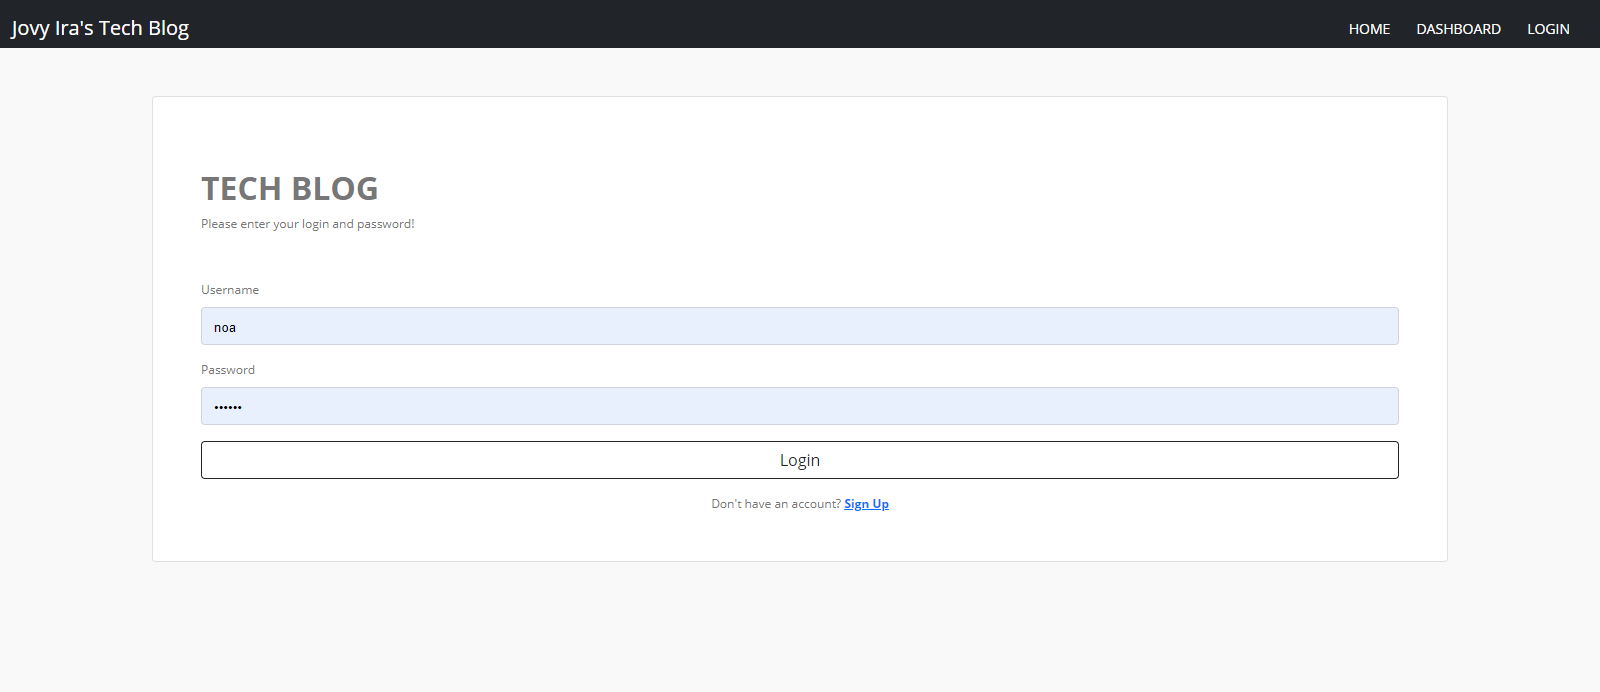 Jovy Ira's Tech Blog
HOME DASHBOARD LOGIN
TECH BLOG
Please enter your login and password!
Username
noa
Password
••••••
Login
Don't have an account? Sign Up